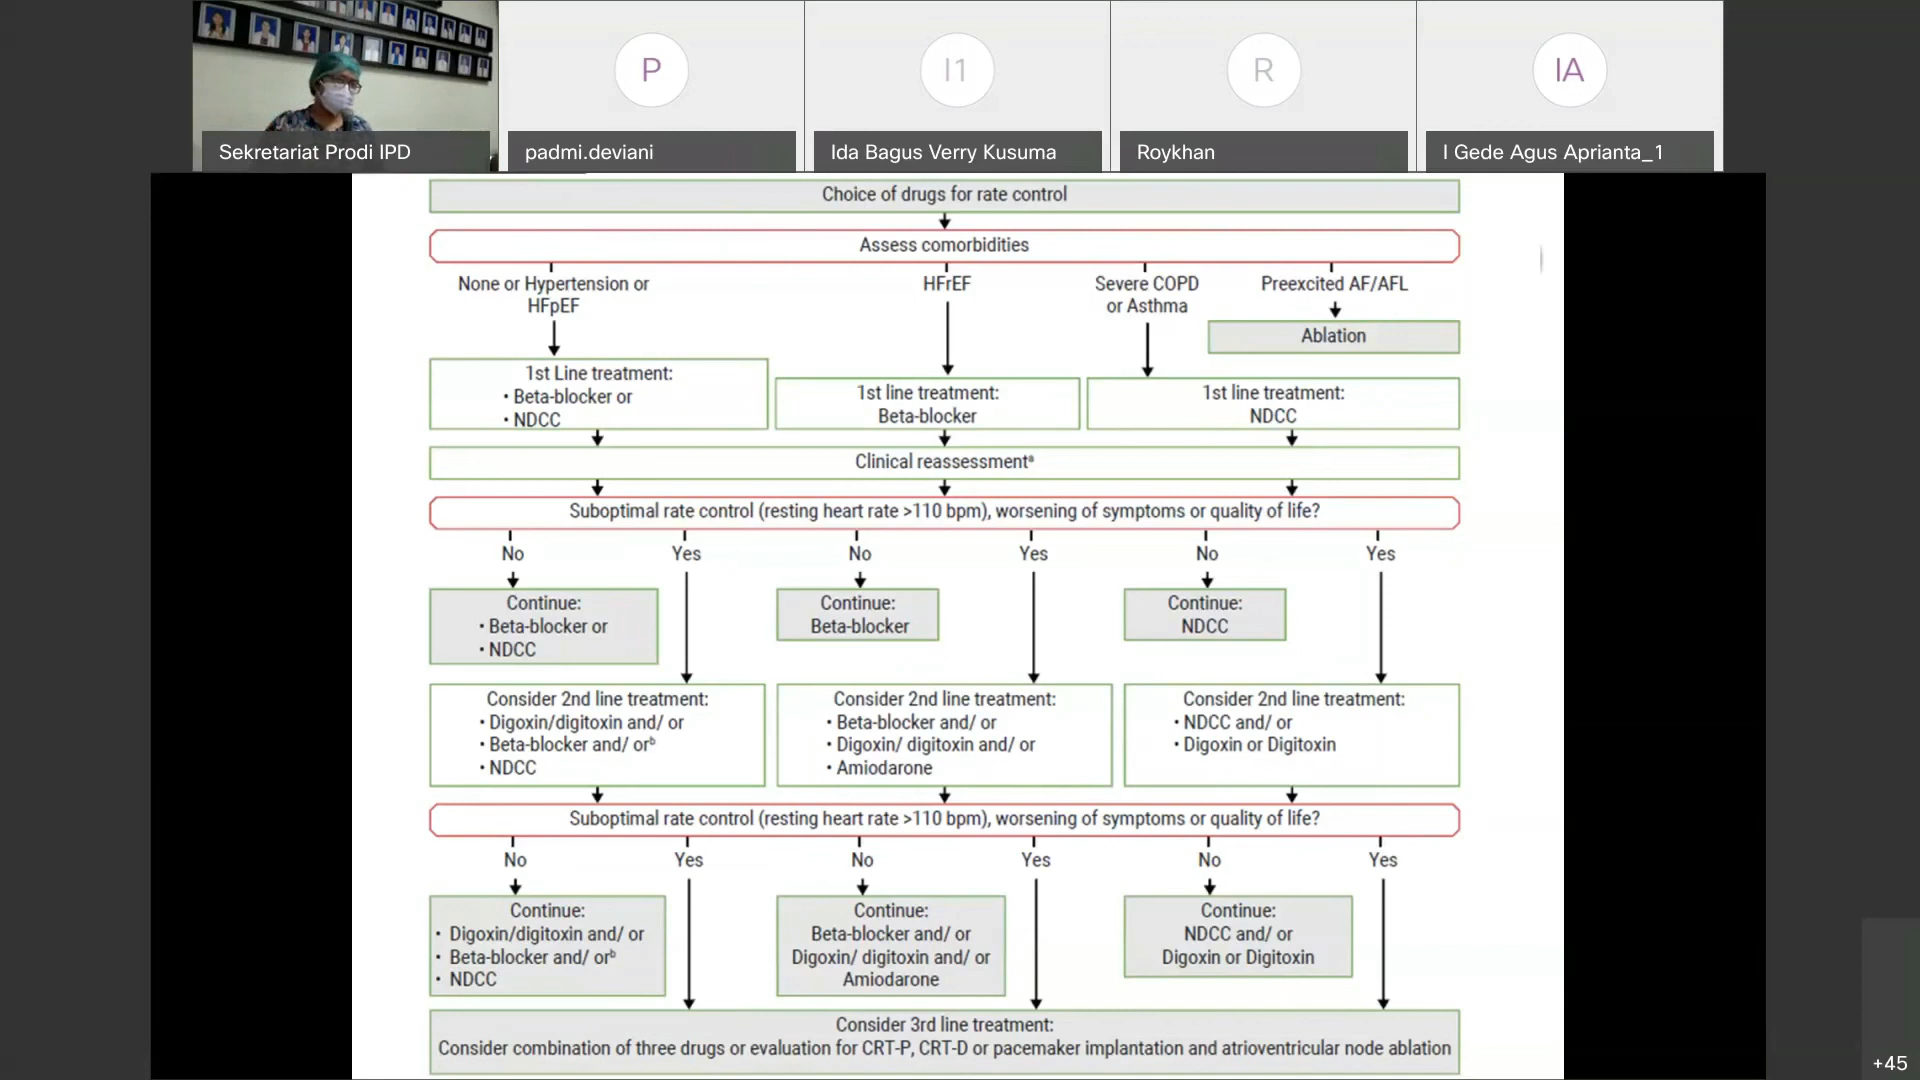 P
I1
R
IA
Sekretariat Prodi IPD
padmi.deviani
Ida Bagus Verry Kusuma
Roykhan
I Gede Agus Aprianta_1
Choice of drugs for rate control
Assess comorbidities
None or Hypertension or
HFpEF
HFrEF
Severe COPD
or Asthma
Preexcited AF/AFL
Ablation
1st Line treatment:
• Beta-blocker or
• NDCC
1st line treatment:
Beta-blocker
1st line treatment:
NDCC
Clinical reassessmentᵃ
Suboptimal rate control (resting heart rate >110 bpm), worsening of symptoms or quality of life?
No
Yes
No
Yes
No
Yes
Continue:
• Beta-blocker or
• NDCC
Continue:
Beta-blocker
Continue:
NDCC
Consider 2nd line treatment:
• Digoxin/digitoxin and/ or
• Beta-blocker and/ orᵇ
• NDCC
Consider 2nd line treatment:
• Beta-blocker and/ or
• Digoxin/ digitoxin and/ or
• Amiodarone
Consider 2nd line treatment:
• NDCC and/ or
• Digoxin or Digitoxin
Suboptimal rate control (resting heart rate >110 bpm), worsening of symptoms or quality of life?
No
Yes
No
Yes
No
Yes
Continue:
• Digoxin/digitoxin and/ or
• Beta-blocker and/ orᵇ
• NDCC
Continue:
Beta-blocker and/ or
Digoxin/ digitoxin and/ or
Amiodarone
Continue:
NDCC and/ or
Digoxin or Digitoxin
Consider 3rd line treatment:
Consider combination of three drugs or evaluation for CRT-P, CRT-D or pacemaker implantation and atrioventricular node ablation
+45